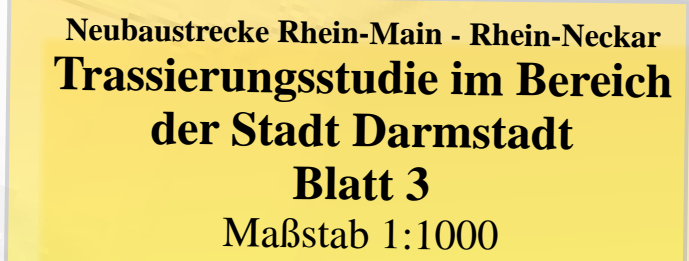 Neubaustrecke Rhein-Main - Rhein-Neckar
Trassierungsstudie im Bereich
der Stadt Darmstadt
Blatt 3
Maßstab 1:1000